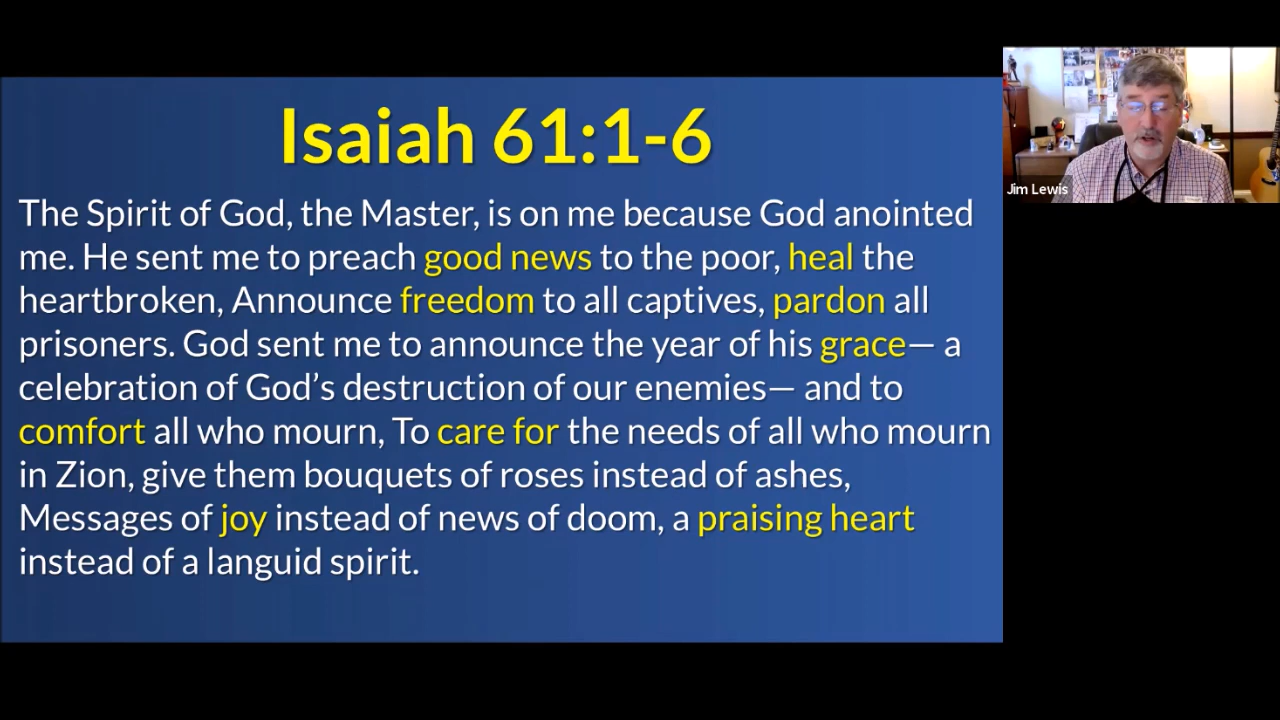 Isaiah 61:1-6
The Spirit of God, the Master, is on me because God anointed
me. He sent me to preach good news to the poor, heal the
heartbroken, Announce freedom to all captives, pardon all
prisoners. God sent me to announce the year of his grace— a
celebration of God’s destruction of our enemies— and to
comfort all who mourn, To care for the needs of all who mourn
in Zion, give them bouquets of roses instead of ashes,
Messages of joy instead of news of doom, a praising heart
instead of a languid spirit.
Jim Lewis